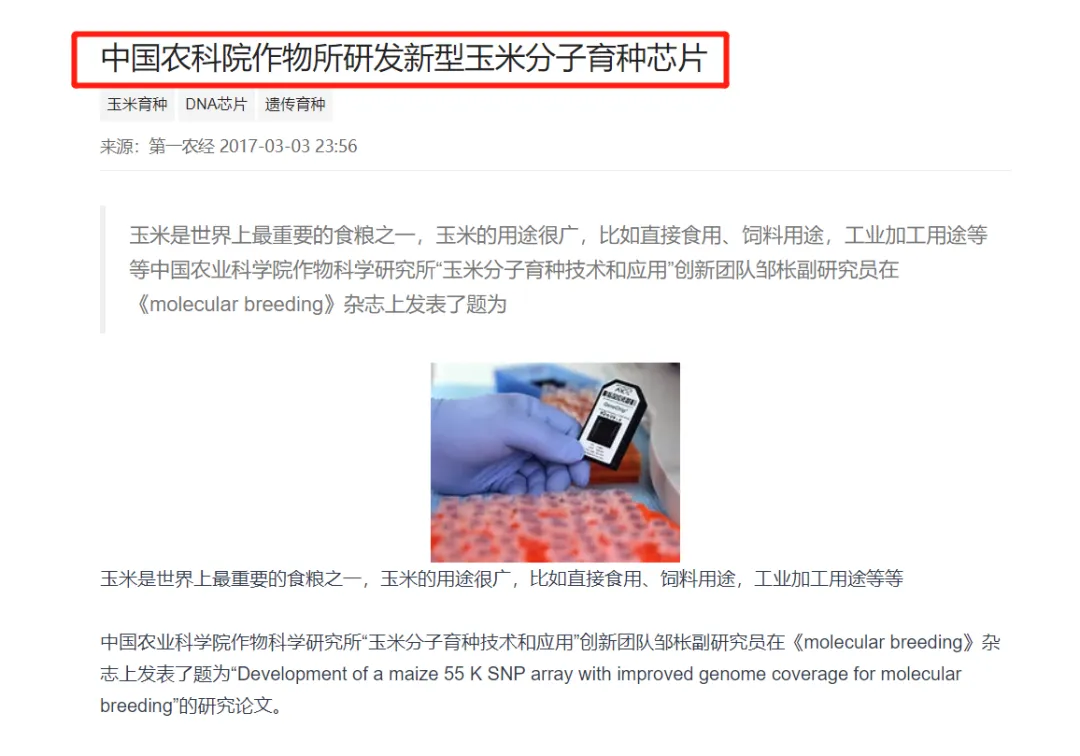 中国农科院作物所研发新型玉米分子育种芯片
玉米育种 DNA芯片 遗传育种
来源：第一农经 2017-03-03 23:56
玉米是世界上最重要的食粮之一，玉米的用途很广，比如直接食用、饲料用途，工业加工用途等
等中国农业科学院作物科学研究所“玉米分子育种技术和应用”创新团队邹枨副研究员在
《molecular breeding》杂志上发表了题为
玉米是世界上最重要的食粮之一，玉米的用途很广，比如直接食用、饲料用途，工业加工用途等等
中国农业科学院作物科学研究所“玉米分子育种技术和应用”创新团队邹枨副研究员在《molecular breeding》杂
志上发表了题为“Development of a maize 55 K SNP array with improved genome coverage for molecular
breeding”的研究论文。